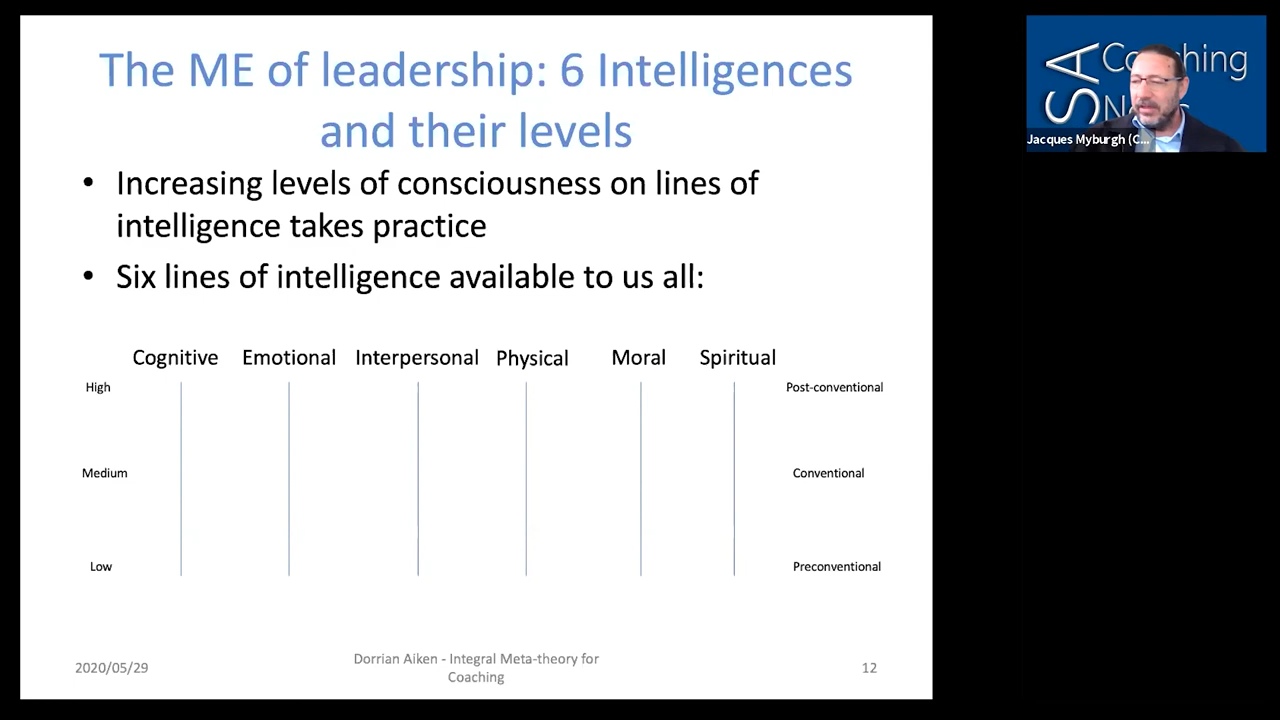 The ME of leadership: 6 Intelligences
and their levels
• Increasing levels of consciousness on lines of
intelligence takes practice
• Six lines of intelligence available to us all:
Cognitive Emotional Interpersonal Physical Moral Spiritual
High Post-conventional
Medium Conventional
Low Preconventional
2020/05/29
Dorrian Aiken - Integral Meta-theory for
Coaching
12
SA
Coaching
Jacques Myburgh (C...